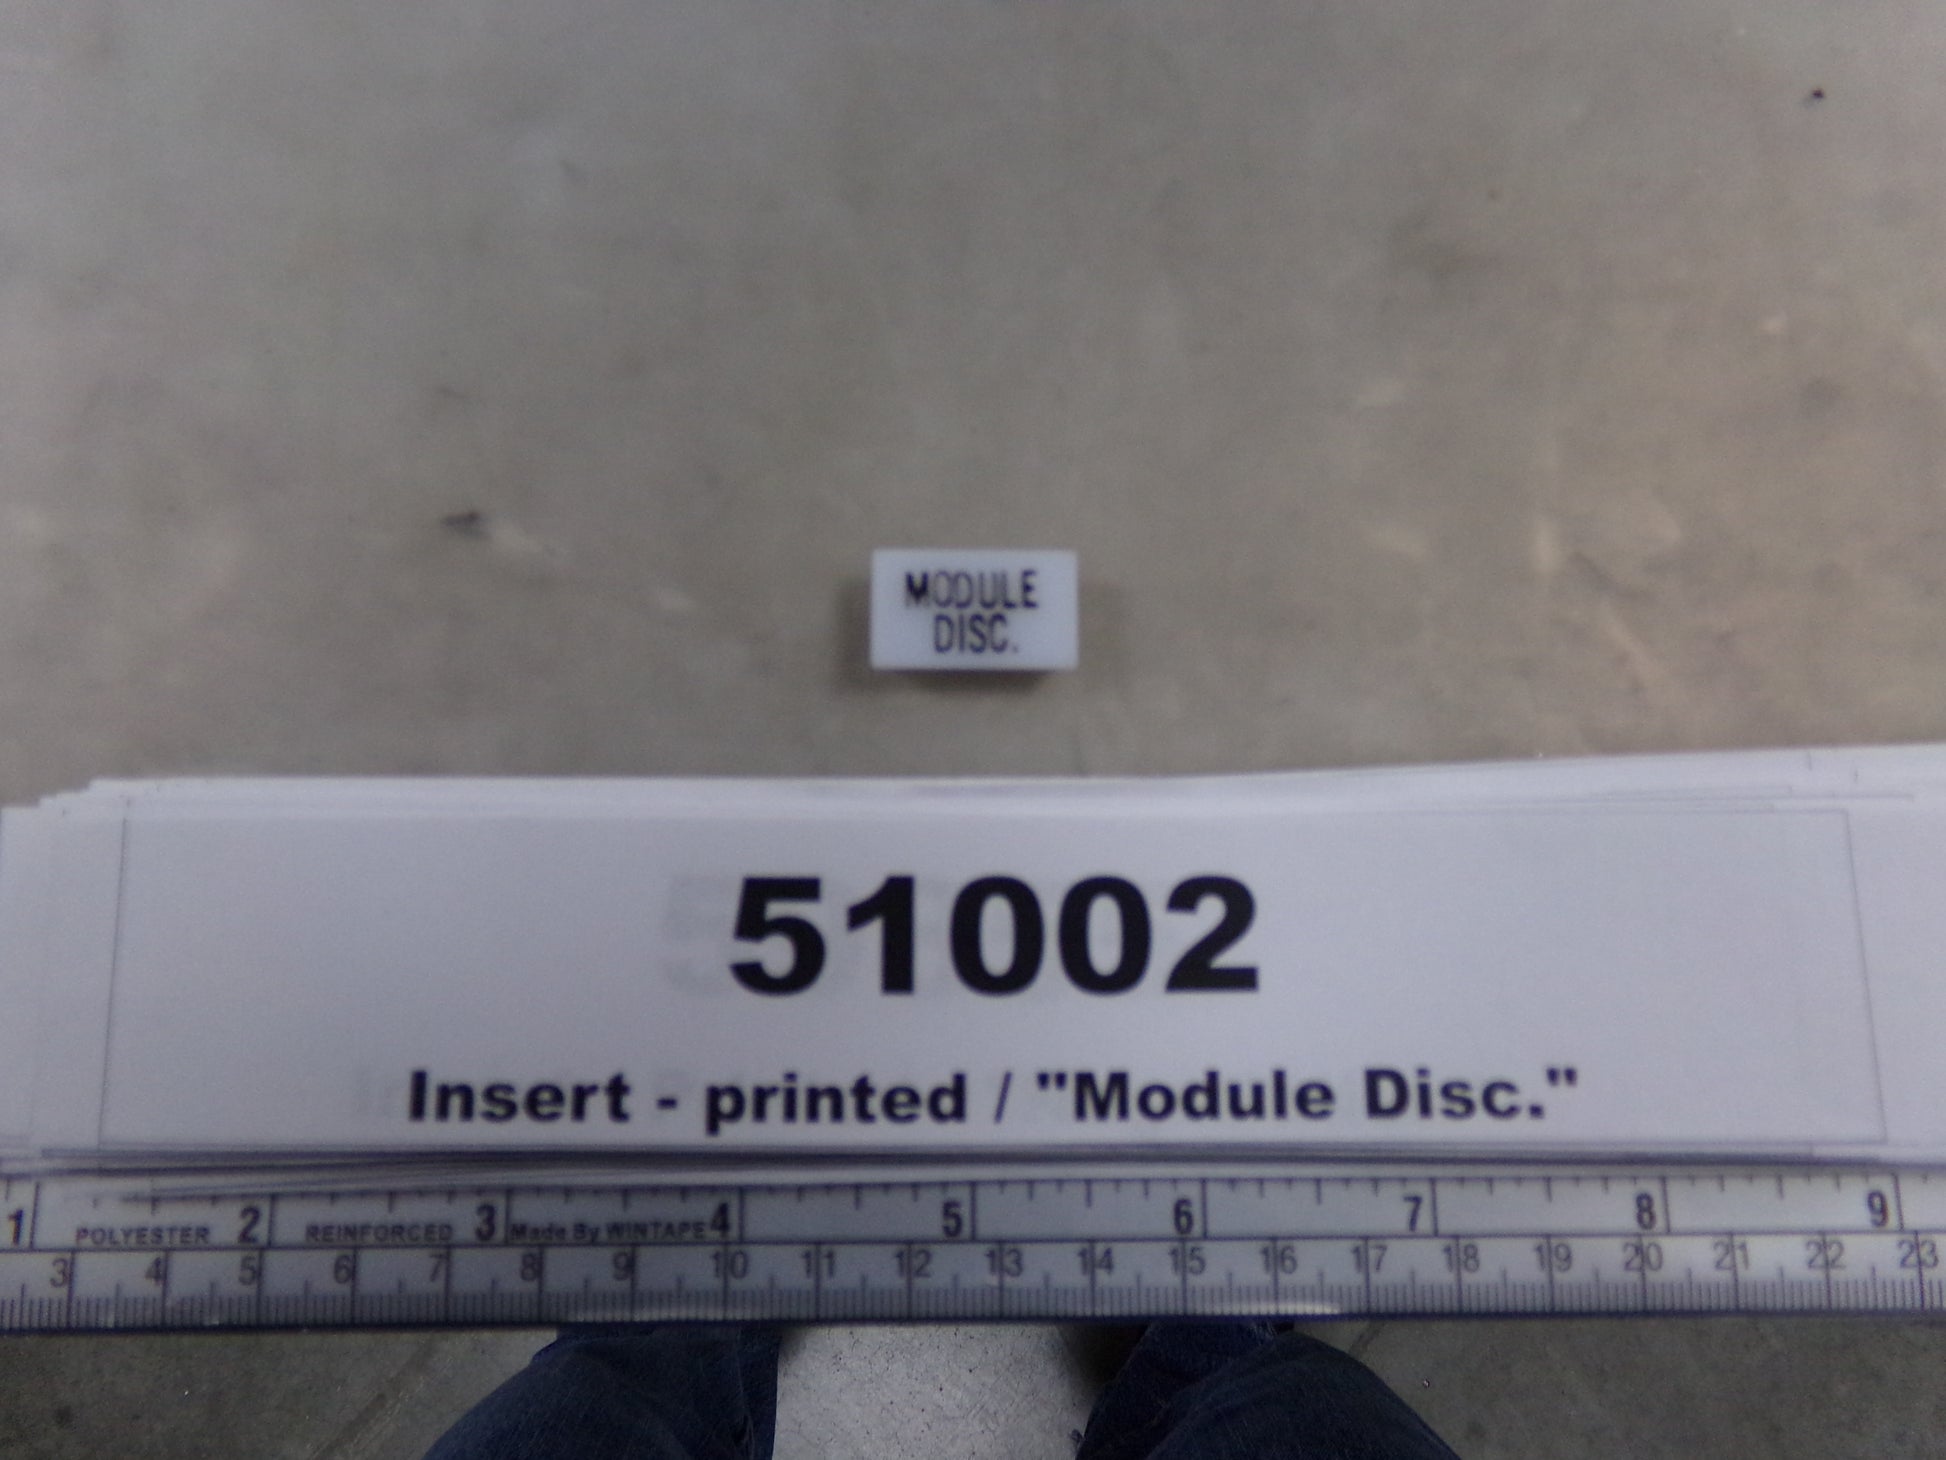 MODULE
DISC.
51002
Insert - printed / "Module Disc."
1 POLYESTER 2 REINFORCED 3 Made By WINTAPE 4 5 6 7 8 9
3 4 5 6 7 8 9 10 11 12 13 14 15 16 17 18 19 20 21 22 23